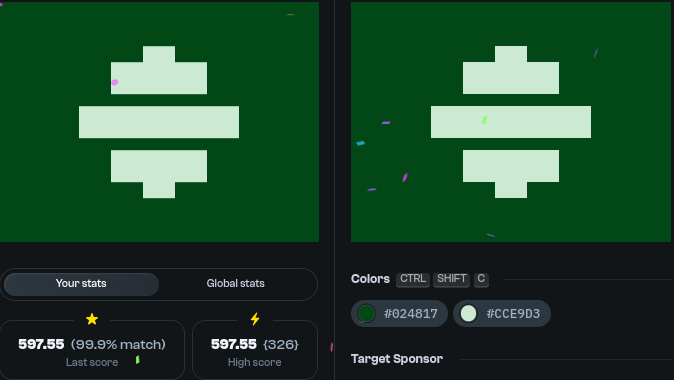 Your stats
Global stats
597.55 (99.9% match)
Last score
597.55 {326}
High score
Colors CTRL SHIFT C
#024817
#CCE9D3
Target Sponsor